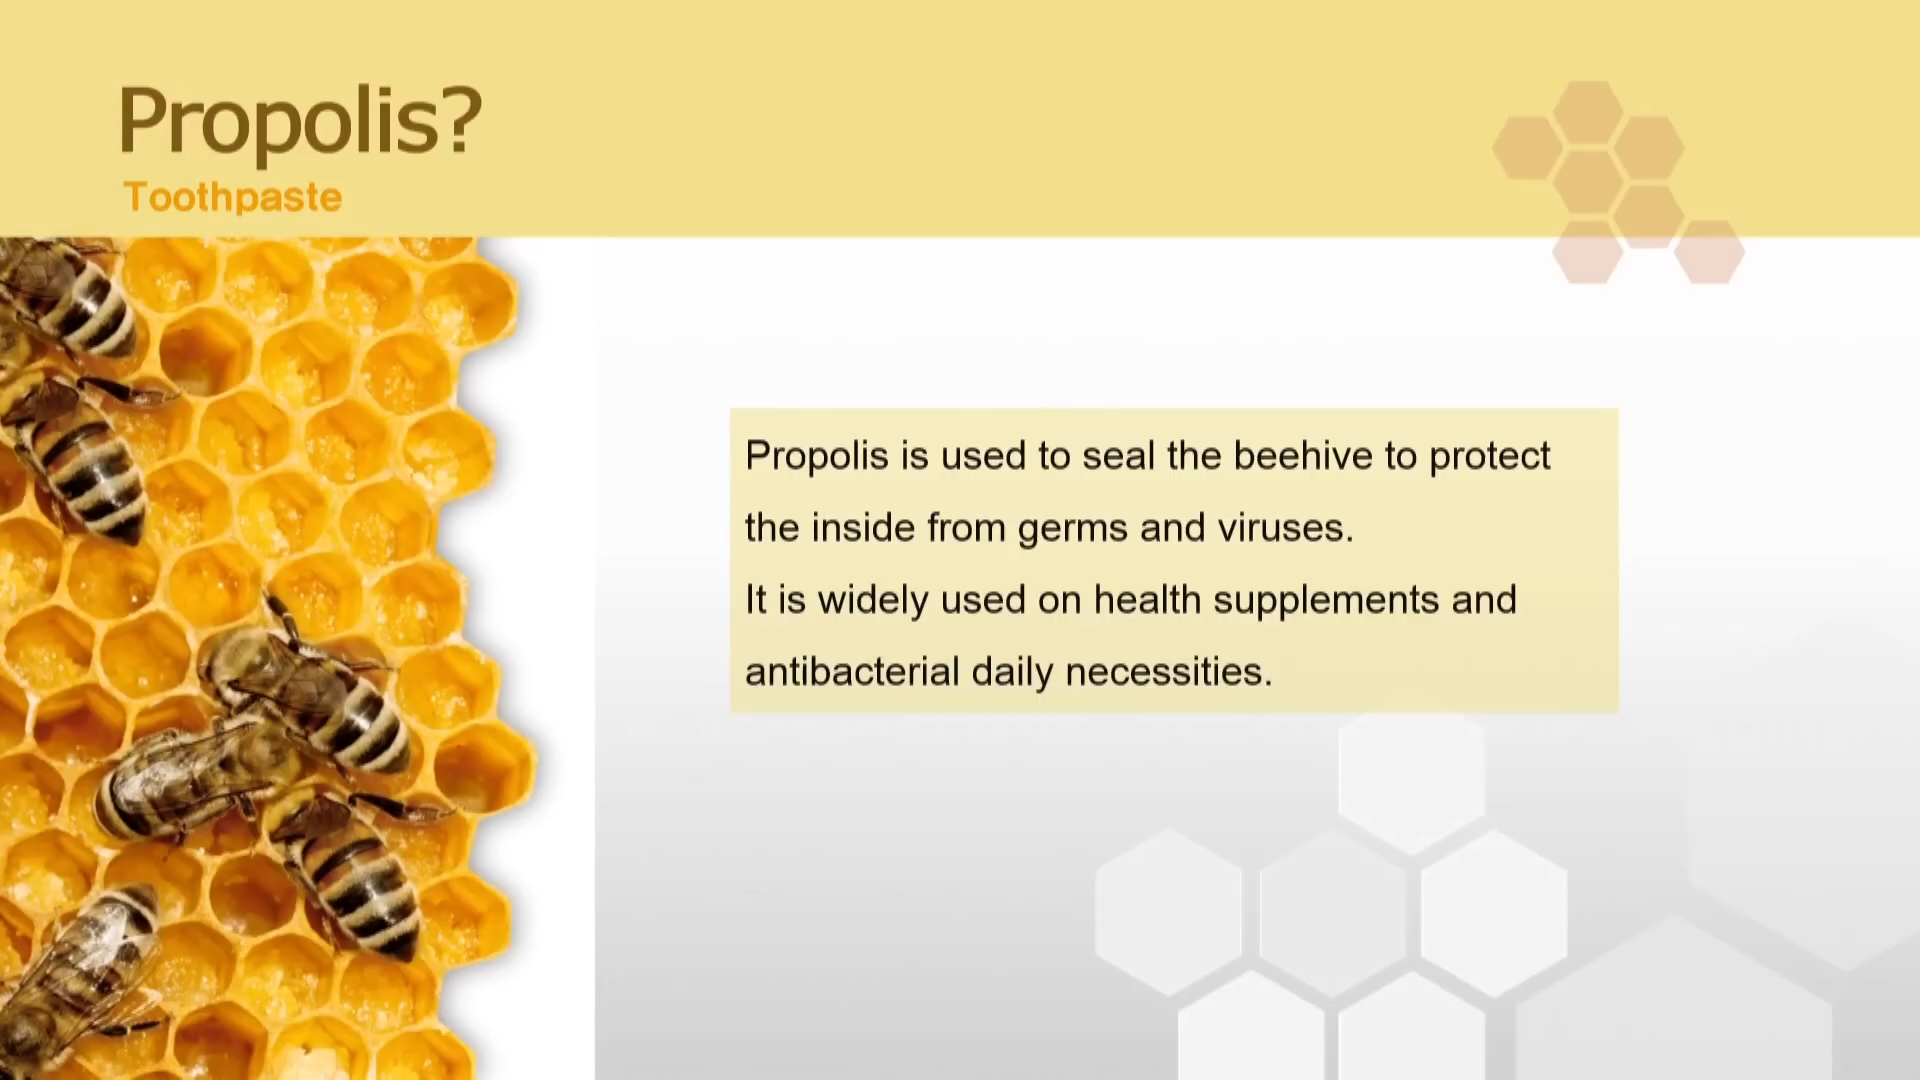 Propolis?
Toothpaste
Propolis is used to seal the beehive to protect
the inside from germs and viruses.
It is widely used on health supplements and
antibacterial daily necessities.